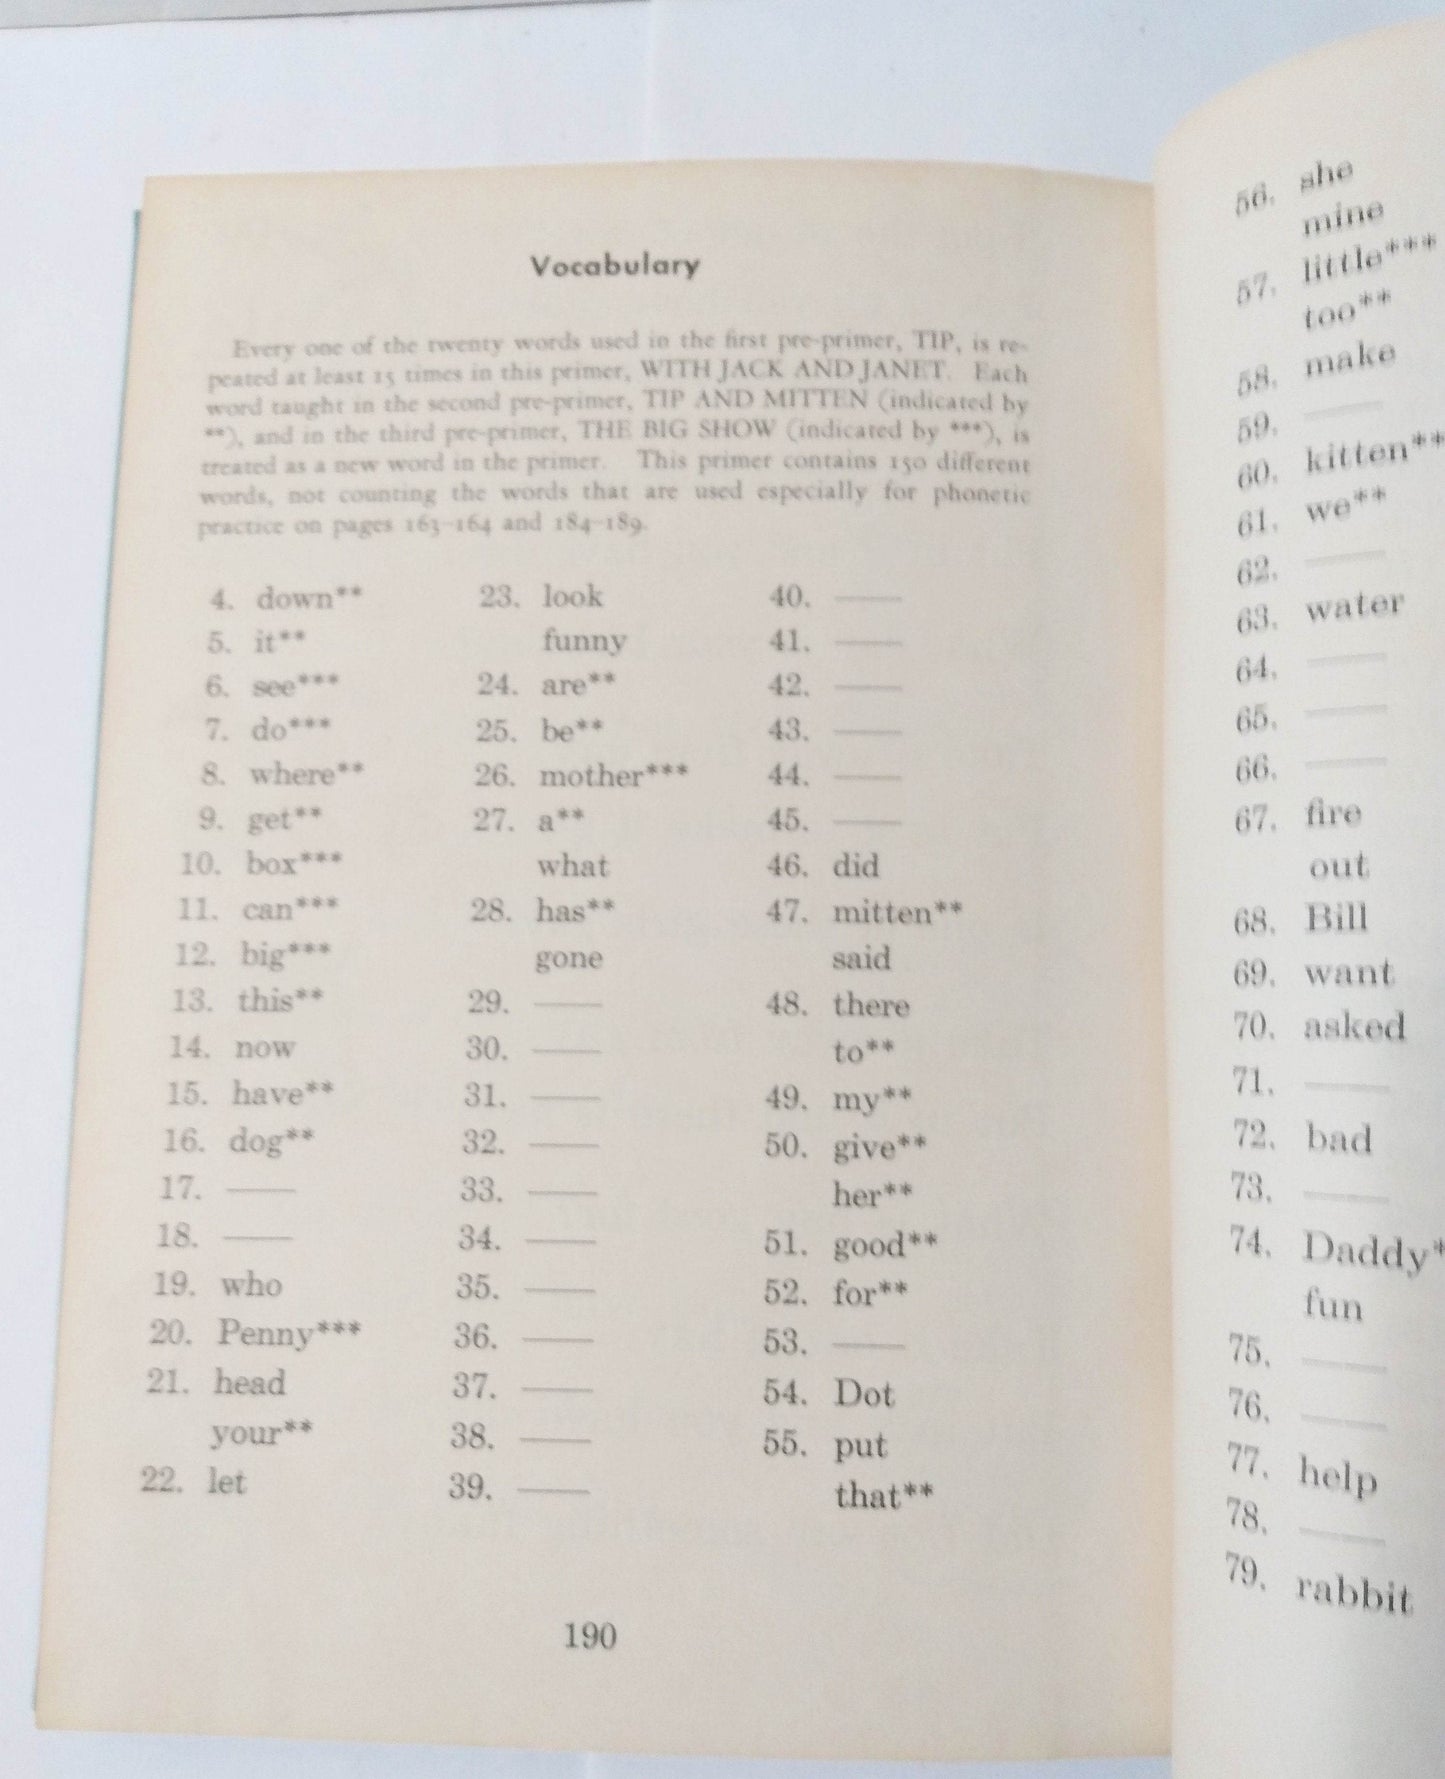 Vocabulary
Every one of the twenty words used in the first pre-primer, TIP, is re-
peated at least 15 times in this primer, WITH JACK AND JANET. Each
word taught in the second pre-primer, TIP AND MITTEN (indicated by
**), and in the third pre-primer, THE BIG SHOW (indicated by ***), is
treated as a new word in the primer. This primer contains 150 different
words, not counting the words that are used especially for phonetic
practice on pages 163-164 and 184-189.
4. down**
5. it**
6. see***
7. do***
8. where**
9. get**
10. box***
11. can***
12. big***
13. this**
14. now
15. have**
16. dog**
17. ——
18. ——
19. who
20. Penny***
21. head
your**
22. let
23. look
funny
24. are**
25. be**
26. mother***
27. a**
what
28. has**
gone
29. ——
30. ——
31. ——
32. ——
33. ——
34. ——
35. ——
36. ——
37. ——
38. ——
39. ——
40. ——
41. ——
42. ——
43. ——
44. ——
45. ——
46. did
47. mitten**
said
48. there
to**
49. my**
50. give**
her**
51. good**
52. for**
53. ——
54. Dot
55. put
that**
190
56. she
mine
57. little***
too**
58. make
59. ——
60. kitten**
61. we**
62. ——
63. water
64. ——
65. ——
66. ——
67. fire
out
68. Bill
69. want
70. asked
71. ——
72. bad
73. ——
74. Daddy*
fun
75. ——
76. ——
77. help
78. ——
79. rabbit